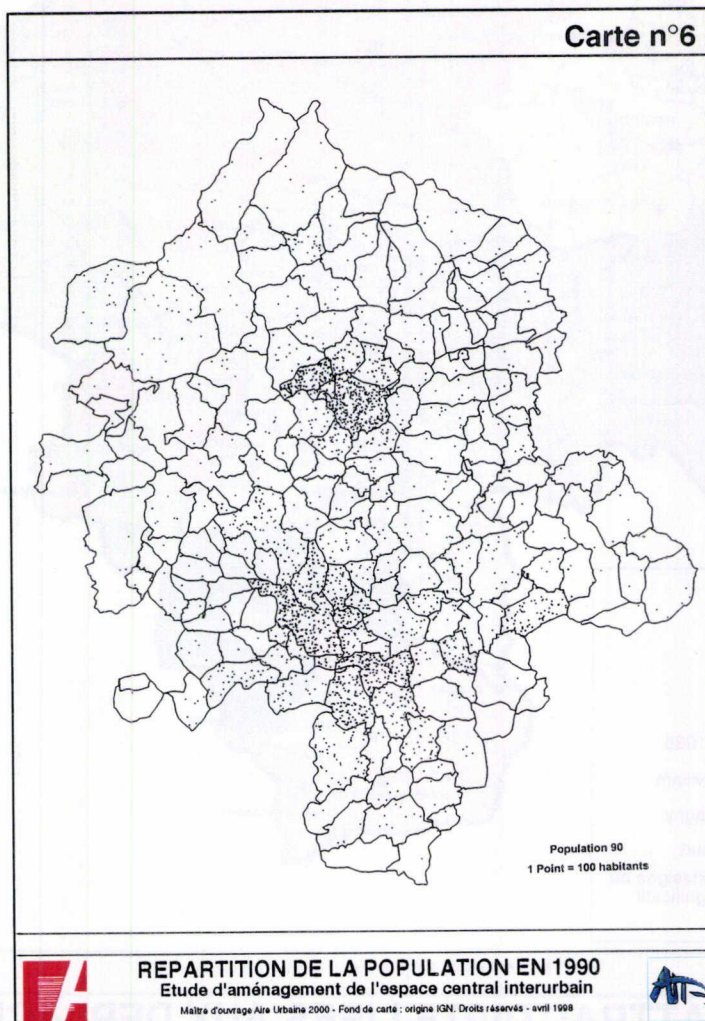 Carte n°6
Population 90
1 Point = 100 habitants
REPARTITION DE LA POPULATION EN 1990
Etude d'aménagement de l'espace central interurbain
Maître d'ouvrage Aire Urbaine 2000 - Fond de carte : origine IGN. Droits réservés - avril 1998